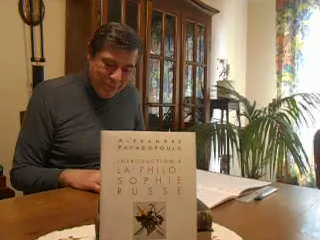 ALEXANDRE
PAPADOPOULO
INTRODUCTION À
LA PHILO-
SOPHIE
RUSSE